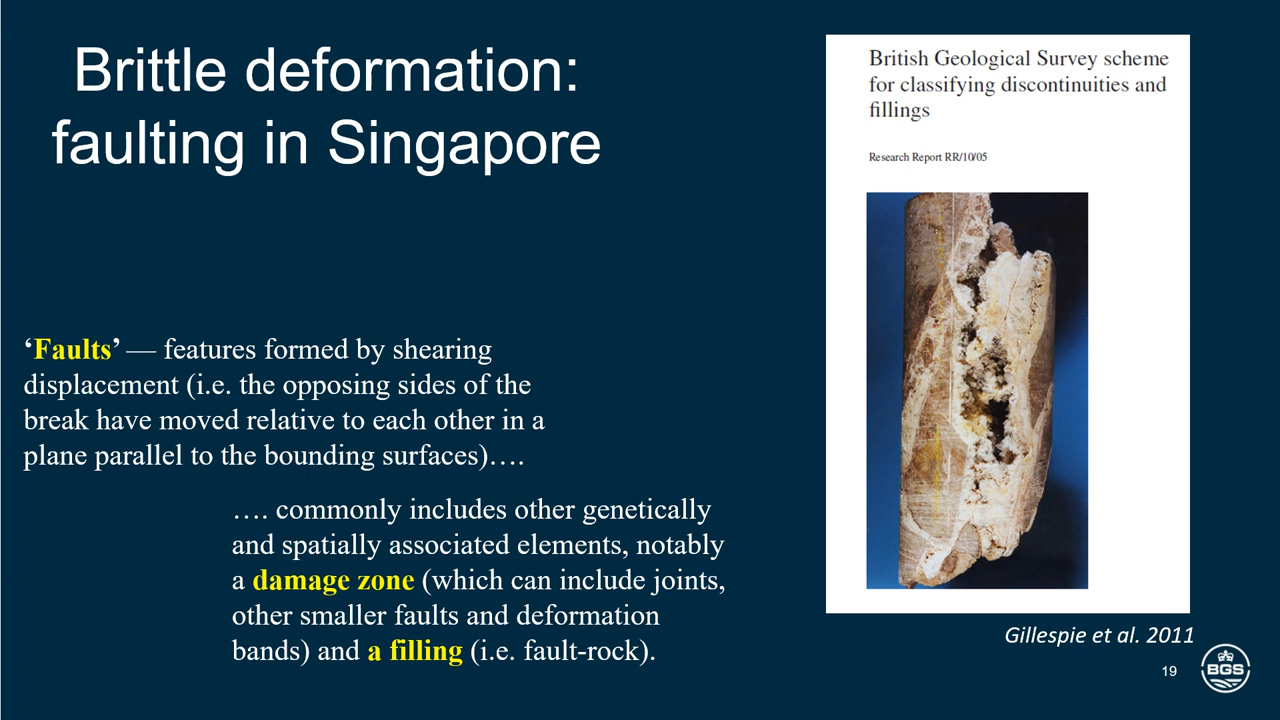 Brittle deformation:
faulting in Singapore
British Geological Survey scheme
for classifying discontinuities and
fillings
Research Report RR/10/05
‘Faults’ — features formed by shearing
displacement (i.e. the opposing sides of the
break have moved relative to each other in a
plane parallel to the bounding surfaces)….
…. commonly includes other genetically
and spatially associated elements, notably
a damage zone (which can include joints,
other smaller faults and deformation
bands) and a filling (i.e. fault-rock).
Gillespie et al. 2011
19
BGS